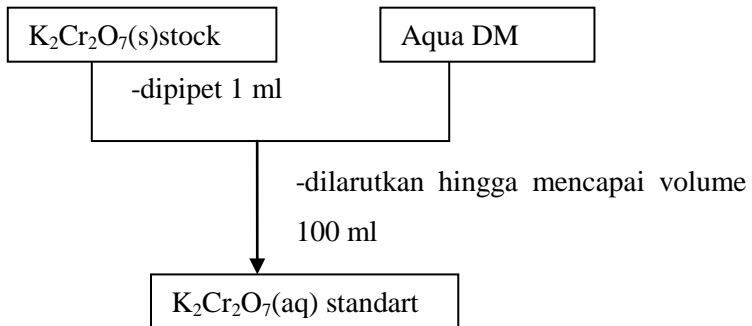 K₂Cr₂O₇(s)stock
Aqua DM
-dipipet 1 ml
-dilarutkan hingga mencapai volume
100 ml
K₂Cr₂O₇(aq) standart